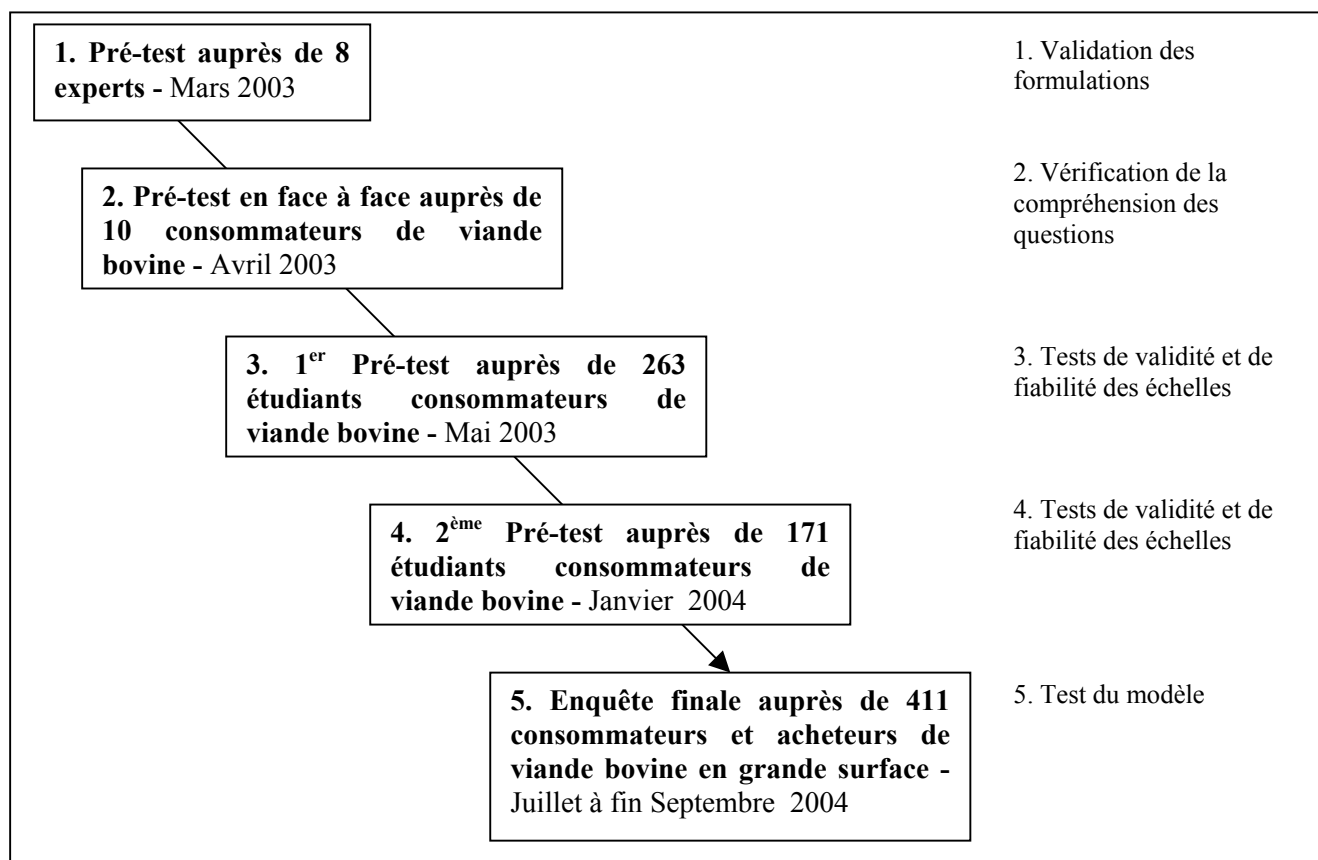 1. Pré-test auprès de 8
experts - Mars 2003
1. Validation des
formulations
2. Pré-test en face à face auprès de
10 consommateurs de viande
bovine - Avril 2003
2. Vérification de la
compréhension des
questions
3. 1er Pré-test auprès de 263
étudiants consommateurs de
viande bovine - Mai 2003
3. Tests de validité et de
fiabilité des échelles
4. 2ème Pré-test auprès de 171
étudiants consommateurs de
viande bovine - Janvier 2004
4. Tests de validité et de
fiabilité des échelles
5. Enquête finale auprès de 411
consommateurs et acheteurs de
viande bovine en grande surface -
Juillet à fin Septembre 2004
5. Test du modèle